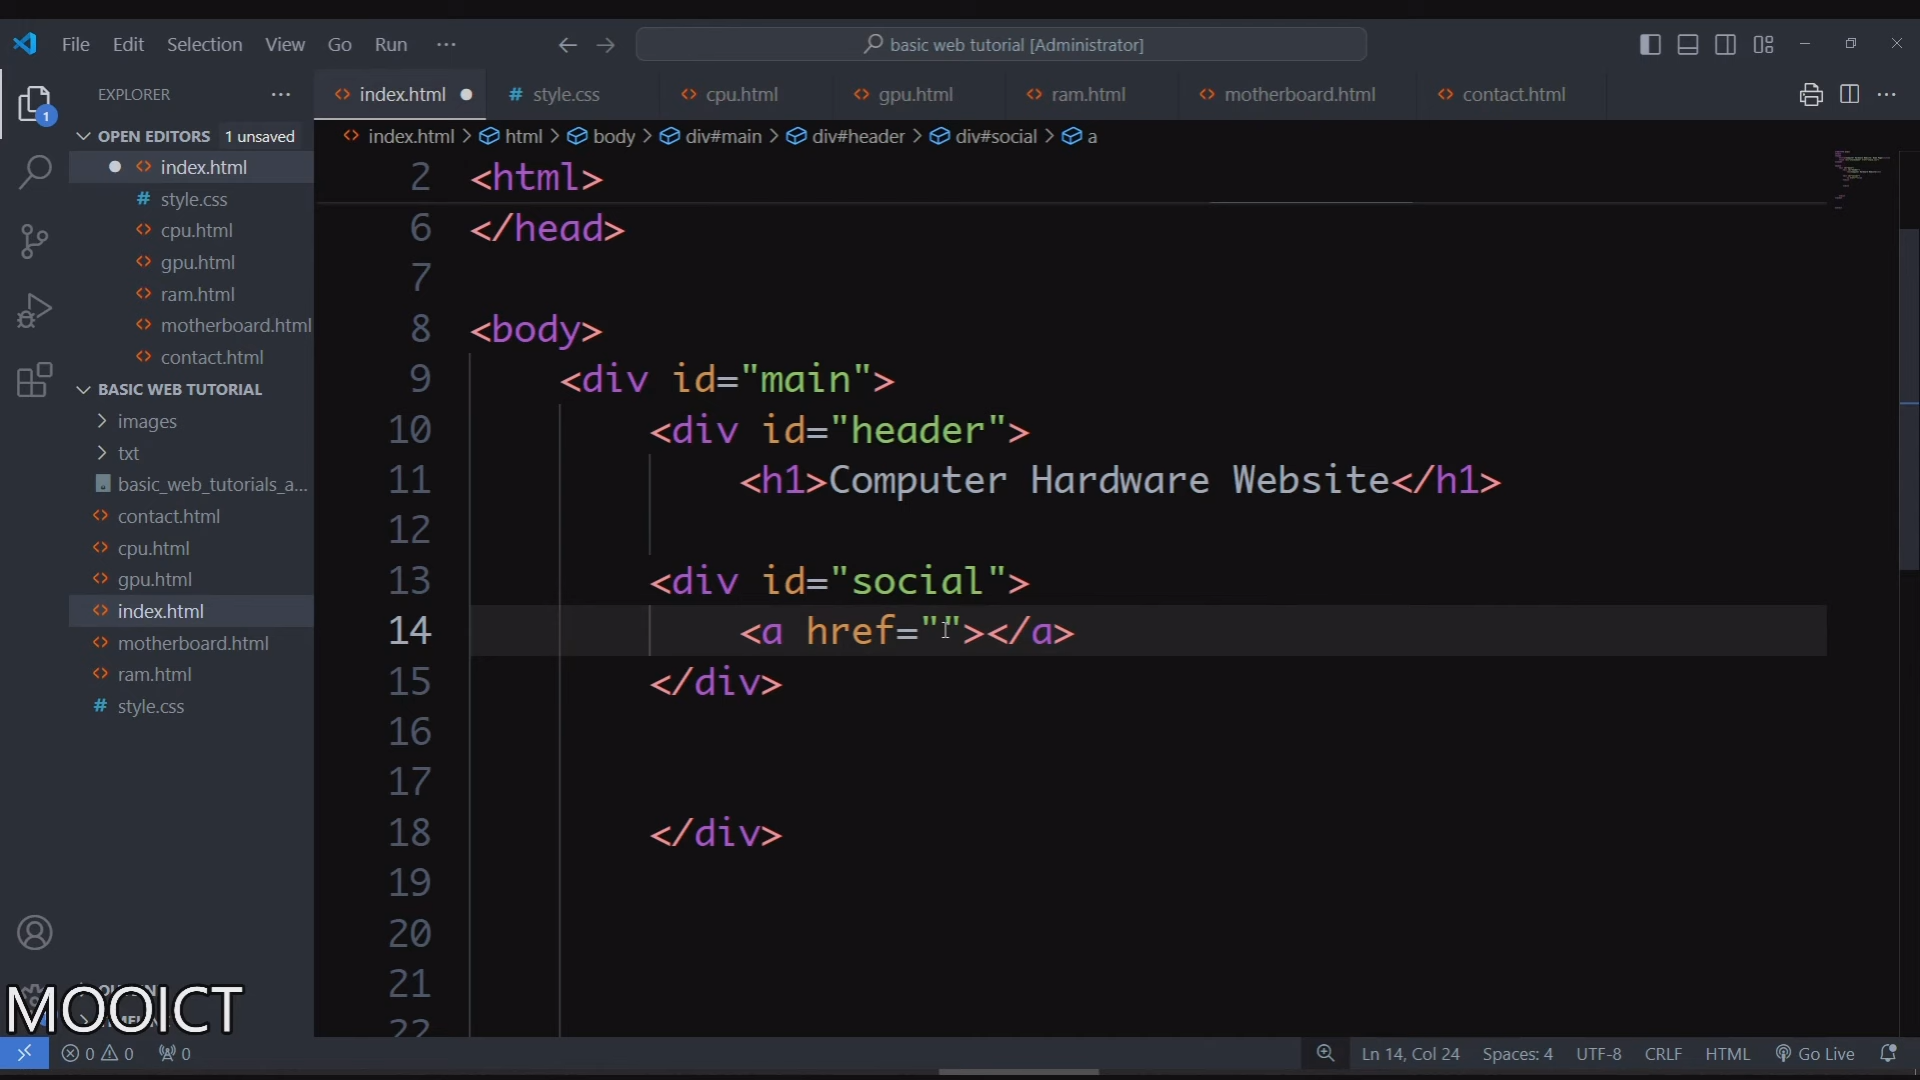 File Edit Selection View Go Run ···
basic web tutorial [Administrator]
EXPLORER
1
OPEN EDITORS 1 unsaved
index.html
style.css
cpu.html
gpu.html
ram.html
motherboard.html
contact.html
BASIC WEB TUTORIAL
images
txt
basic_web_tutorials_a...
contact.html
cpu.html
gpu.html
index.html
motherboard.html
ram.html
style.css
index.html style.css cpu.html gpu.html ram.html motherboard.html contact.html
index.html > html > body > div#main > div#header > div#social > a
2 <html>
6 </head>
7
8 <body>
9 <div id="main">
10 <div id="header">
11 <h1>Computer Hardware Website</h1>
12
13 <div id="social">
14 <a href=""></a>
15 </div>
16
17
18 </div>
19
20
21
22
MOOICT
0 0 0
Ln 14, Col 24 Spaces: 4 UTF-8 CRLF HTML Go Live